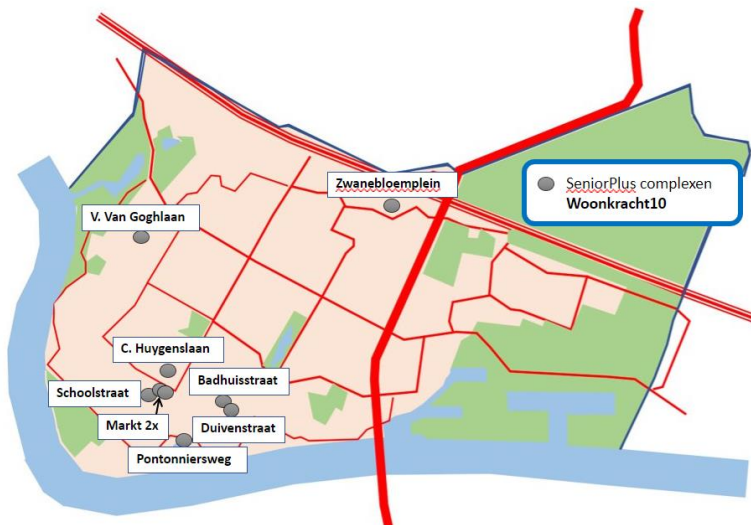 Zwanebloemplein
SeniorPlus complexen
Woonkracht10
V. Van Goghlaan
C. Huygenslaan
Badhuisstraat
Schoolstraat
Markt 2x
Duivenstraat
Pontonniersweg